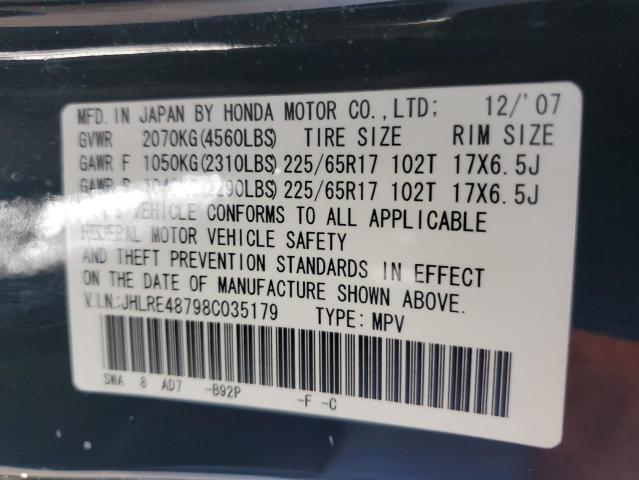 MFD. IN JAPAN BY HONDA MOTOR CO.,LTD; 12/'07
GVWR 2070KG(4560LBS) TIRE SIZE RIM SIZE
GAWR F 1050KG(2310LBS) 225/65R17 102T 17X6.5J
GAWR (2290LBS) 225/65R17 102T 17X6.5J
VEHICLE CONFORMS TO ALL APPLICABLE
FEDERAL MOTOR VEHICLE SAFETY
AND THEFT PREVENTION STANDARDS IN EFFECT
ON THE DATE OF MANUFACTURE SHOWN ABOVE.
V.I.N:JHLRE48798C035179 TYPE: MPV
SWA 8 AD7 -B92P -F -C